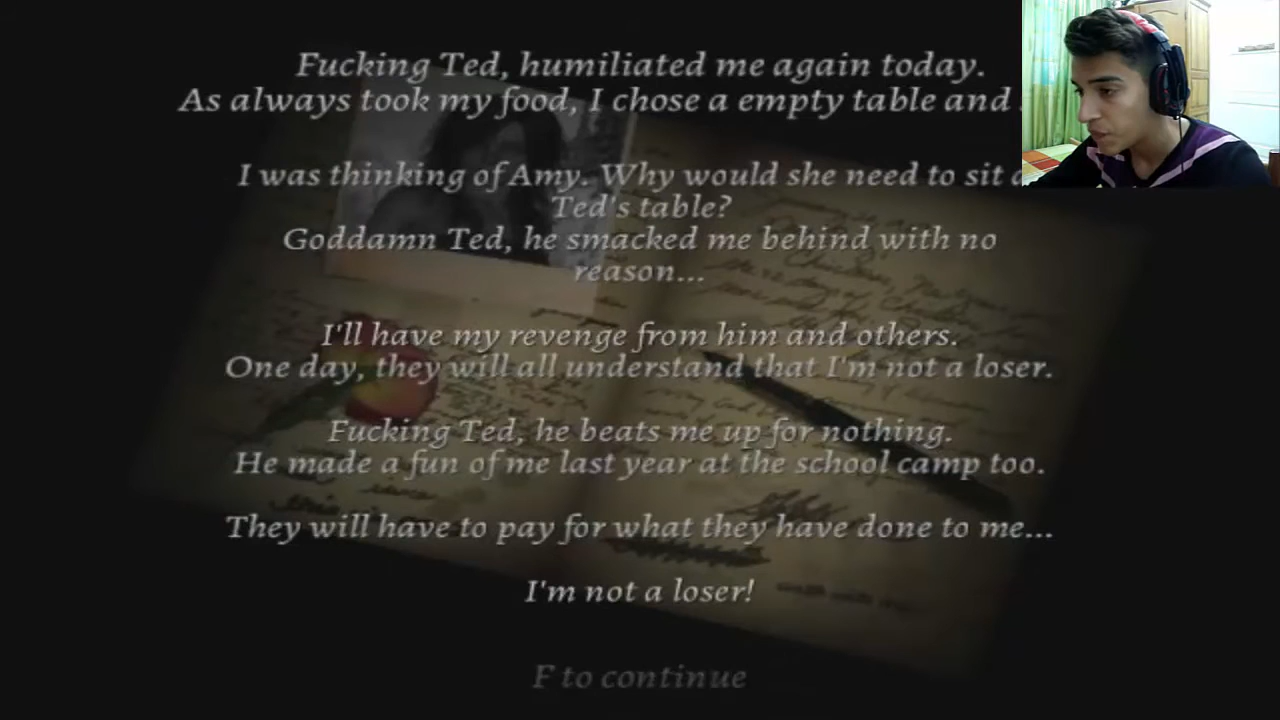 Fucking Ted, humiliated me again today.
As always took my food, I chose a empty table and
I was thinking of Amy. Why would she need to sit
Ted's table?
Goddamn Ted, he smacked me behind with no
reason...
I'll have my revenge from him and others.
One day, they will all understand that I'm not a loser.
Fucking Ted, he beats me up for nothing.
He made a fun of me last year at the school camp too.
They will have to pay for what they have done to me...
I'm not a loser!
F to continue